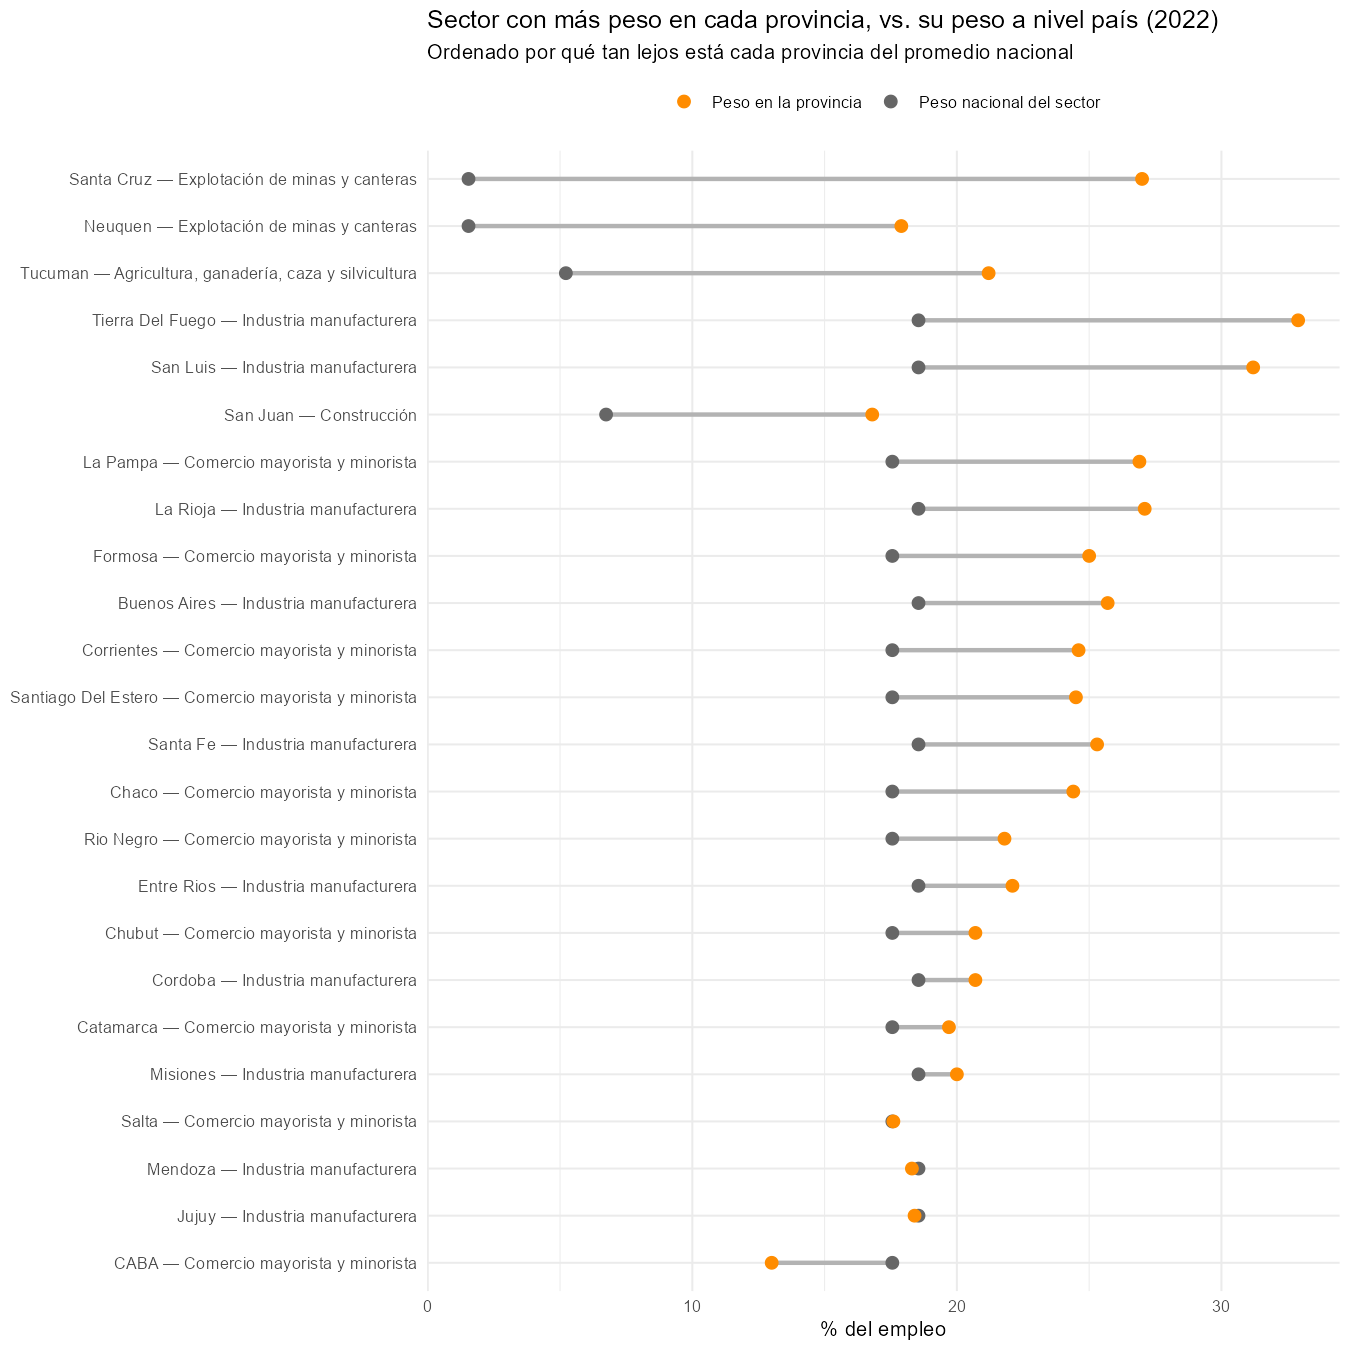 Sector con más peso en cada provincia, vs. su peso a nivel país (2022)
Ordenado por qué tan lejos está cada provincia del promedio nacional
Peso en la provincia
Peso nacional del sector
Santa Cruz — Explotación de minas y canteras
Neuquen — Explotación de minas y canteras
Tucuman — Agricultura, ganadería, caza y silvicultura
Tierra Del Fuego — Industria manufacturera
San Luis — Industria manufacturera
San Juan — Construcción
La Pampa — Comercio mayorista y minorista
La Rioja — Industria manufacturera
Formosa — Comercio mayorista y minorista
Buenos Aires — Industria manufacturera
Corrientes — Comercio mayorista y minorista
Santiago Del Estero — Comercio mayorista y minorista
Santa Fe — Industria manufacturera
Chaco — Comercio mayorista y minorista
Rio Negro — Comercio mayorista y minorista
Entre Rios — Industria manufacturera
Chubut — Comercio mayorista y minorista
Cordoba — Industria manufacturera
Catamarca — Comercio mayorista y minorista
Misiones — Industria manufacturera
Salta — Comercio mayorista y minorista
Mendoza — Industria manufacturera
Jujuy — Industria manufacturera
CABA — Comercio mayorista y minorista
0 10 20 30
% del empleo